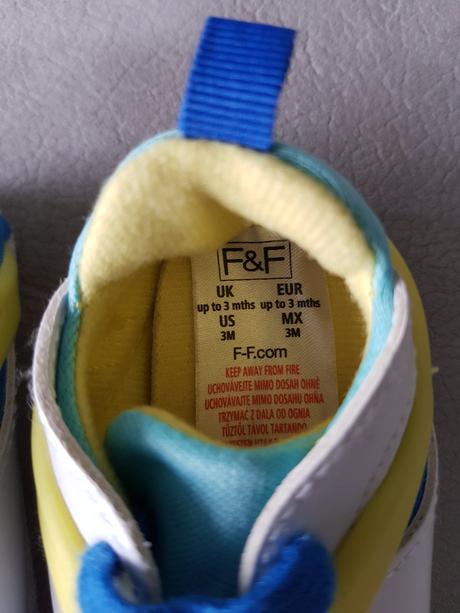 F&F
UK EUR
up to 3 mths up to 3 mths
US MX
3M 3M
F-F.com
KEEP AWAY FROM FIRE
UCHOVÁVEJTE MIMO DOSAH OHNĚ
UCHOVÁVAJTE MIMO DOSAHU OHŇA
TRZYMAĆ Z DALA OD OGNIA
TŰZTŐL TÁVOL TARTANDÓ